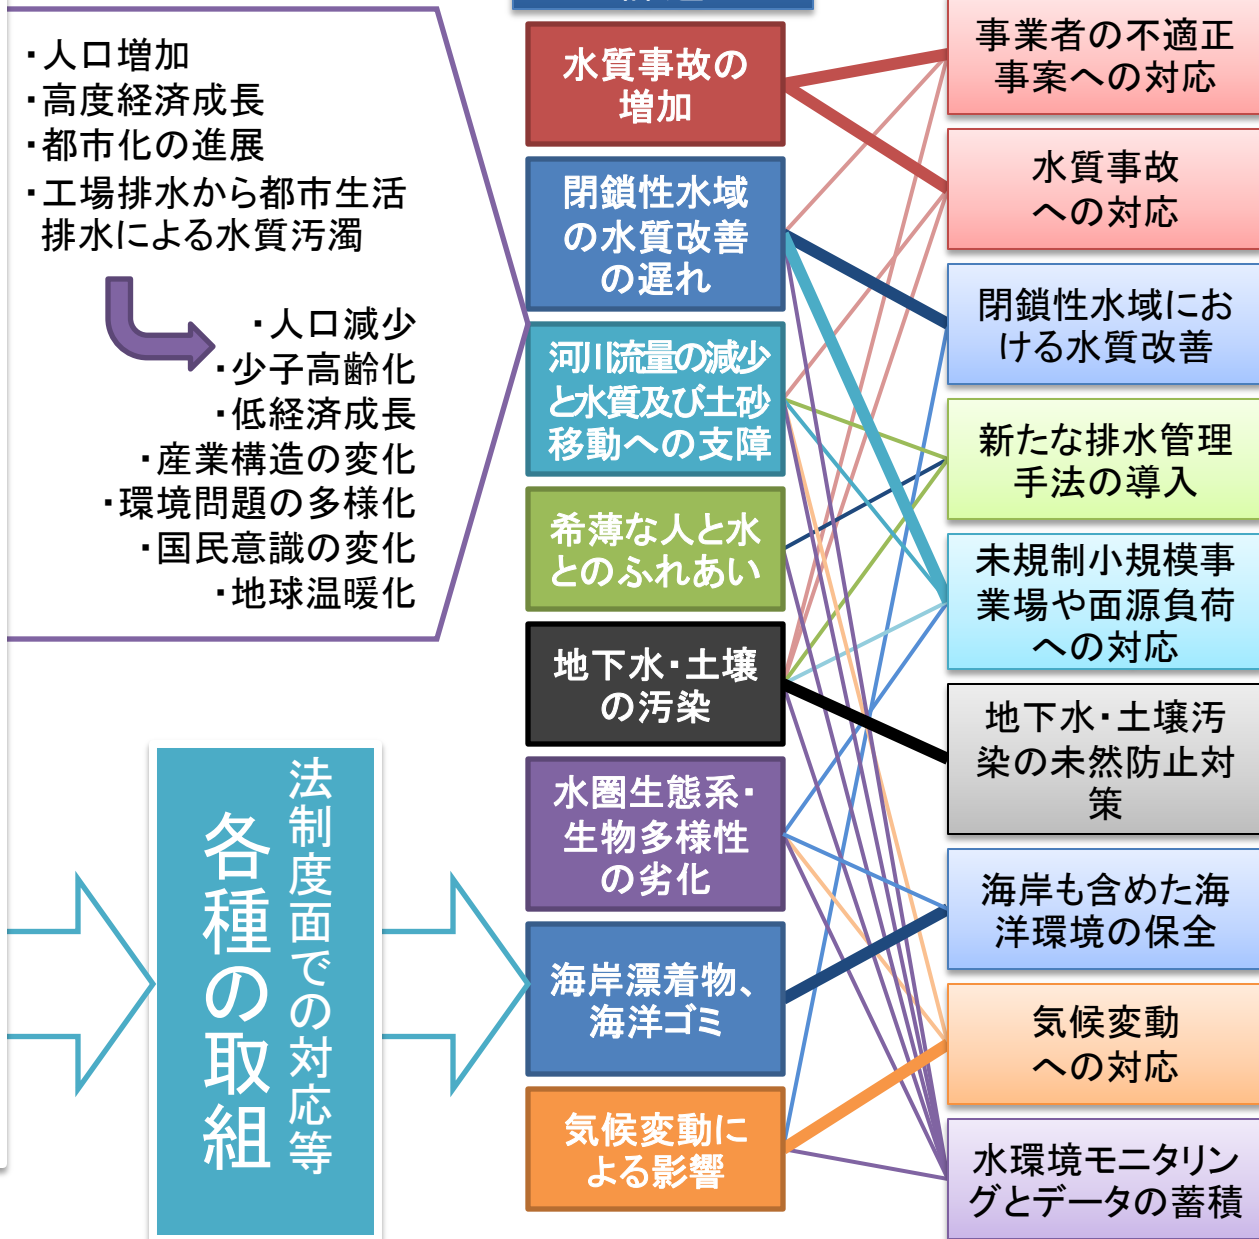 ・人口増加
・高度経済成長
・都市化の進展
・工場排水から都市生活
排水による水質汚濁
・人口減少
・少子高齢化
・低経済成長
・産業構造の変化
・環境問題の多様化
・国民意識の変化
・地球温暖化
法制度面での対応等
各種の取組
水質事故の
増加
閉鎖性水域
の水質改善
の遅れ
河川流量の減少
と水質及び土砂
移動への支障
希薄な人と水
とのふれあい
地下水・土壌
の汚染
水圏生態系・
生物多様性
の劣化
海岸漂着物、
海洋ゴミ
気候変動に
よる影響
事業者の不適正
事案への対応
水質事故
への対応
閉鎖性水域にお
ける水質改善
新たな排水管理
手法の導入
未規制小規模事
業場や面源負荷
への対応
地下水・土壌汚
染の未然防止対
策
海岸も含めた海
洋環境の保全
気候変動
への対応
水環境モニタリン
グとデータの蓄積